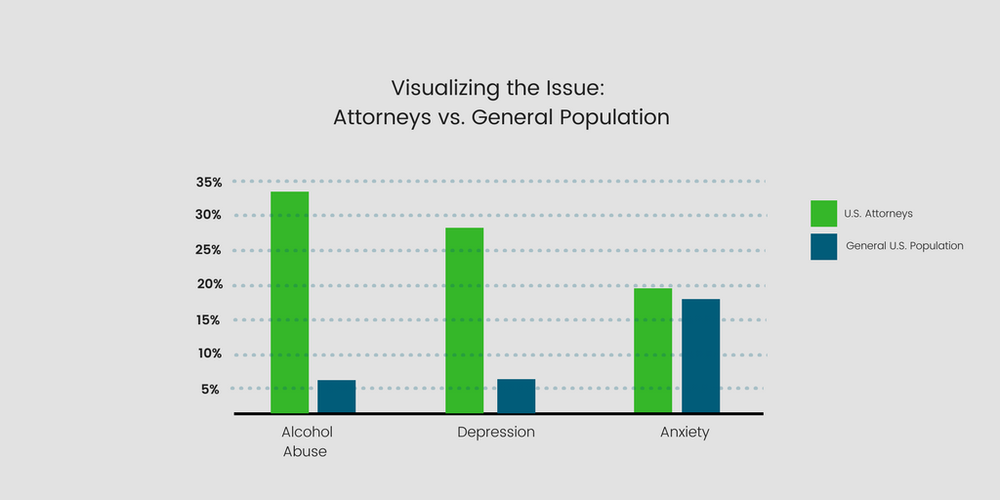 Visualizing the Issue:
Attorneys vs. General Population
35%
30%
25%
20%
15%
10%
5%
Alcohol
Abuse
Depression
Anxiety
U.S. Attorneys
General U.S. Population